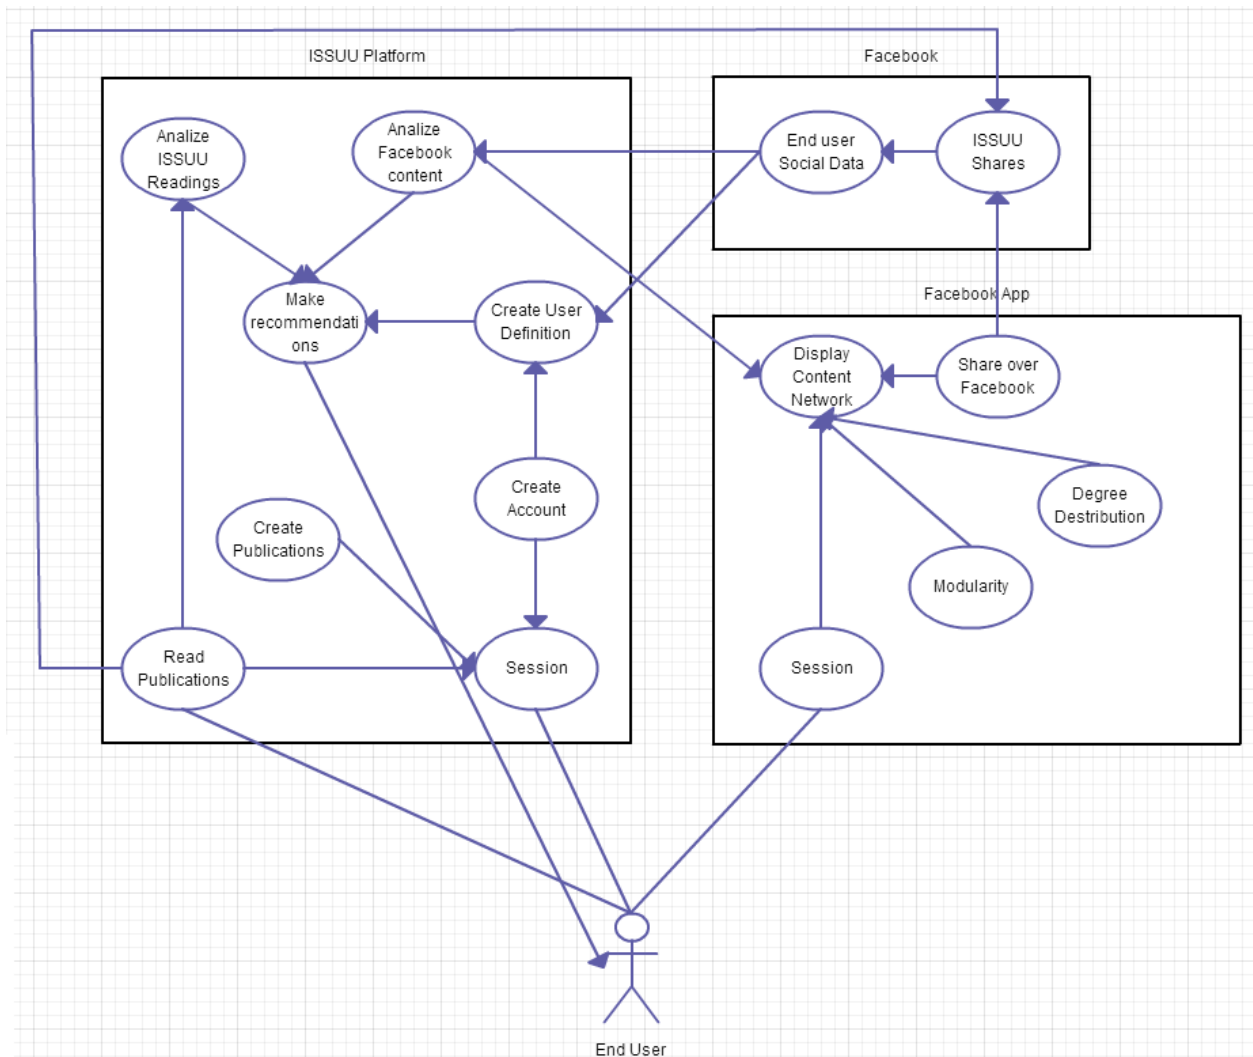 ISSUU Platform
Facebook
Analize
ISSUU
Readings
Analize
Facebook
content
End user
Social Data
ISSUU
Shares
Make
recommendati
ons
Create User
Definition
Facebook App
Display
Content
Network
Share over
Facebook
Create
Account
Degree
Destribution
Create
Publications
Modularity
Read
Publications
Session
Session
End User